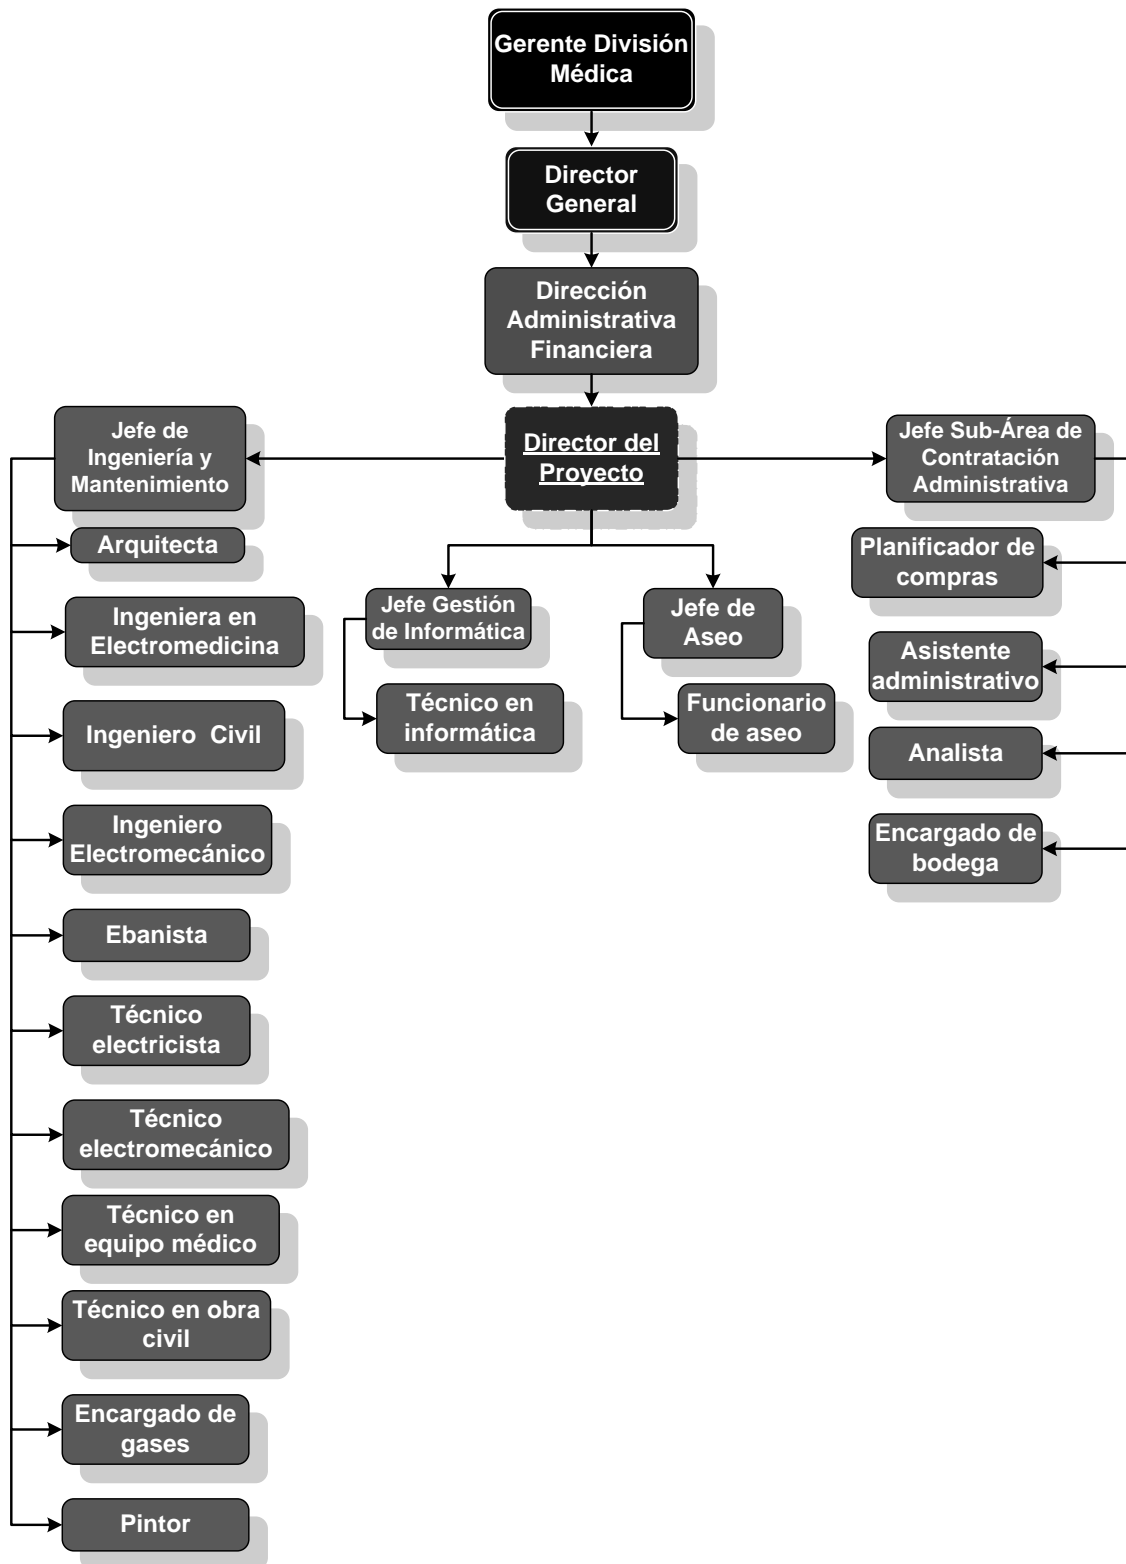 Gerente División
Médica
Director
General
Dirección
Administrativa
Financiera
Director del
Proyecto
Jefe de
Ingeniería y
Mantenimiento
Arquitecta
Ingeniera en
Electromedicina
Ingeniero Civil
Ingeniero
Electromecánico
Ebanista
Técnico
electricista
Técnico
electromecánico
Técnico en
equipo médico
Técnico en obra
civil
Encargado de
gases
Pintor
Jefe Gestión
de Informática
Técnico en
informática
Jefe de
Aseo
Funcionario
de aseo
Jefe Sub-Área de
Contratación
Administrativa
Planificador de
compras
Asistente
administrativo
Analista
Encargado de
bodega